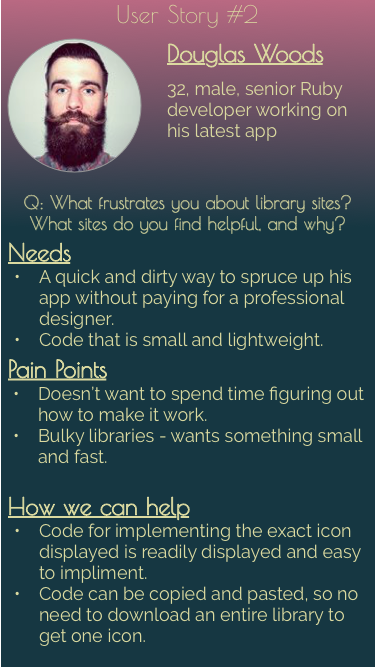 User Story #2
Douglas Woods
32, male, senior Ruby
developer working on
his latest app
Q: What frustrates you about library sites?
What sites do you find helpful, and why?
Needs
• A quick and dirty way to spruce up his
app without paying for a professional
designer.
• Code that is small and lightweight.
Pain Points
• Doesn't want to spend time figuring out
how to make it work.
• Bulky libraries - wants something small
and fast.
How we can help
• Code for implementing the exact icon
displayed is readily displayed and easy
to impliment.
• Code can be copied and pasted, so no
need to download an entire library to
get one icon.